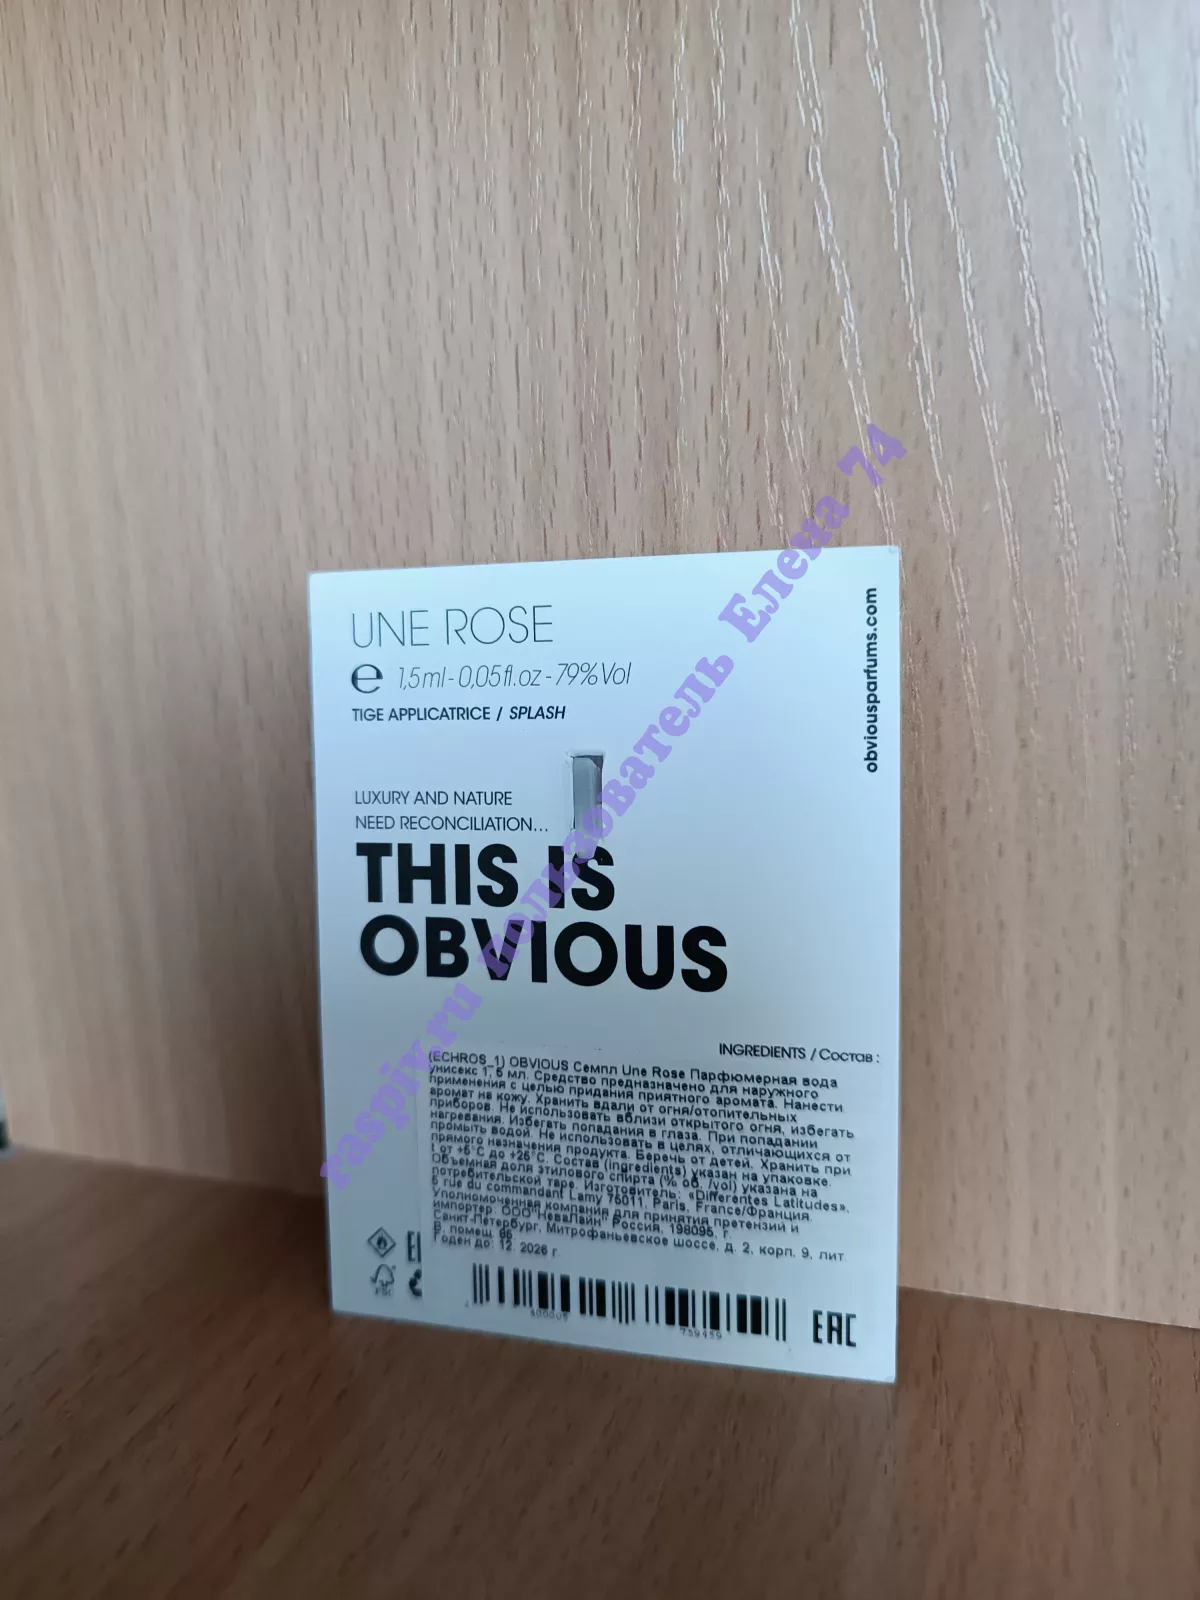 UNE ROSE
e 1,5ml - 0,05fl.oz - 79% Vol
TIGE APPLICATRICE / SPLASH
obviousparfums.com
LUXURY AND NATURE
NEED RECONCILIATION...
THIS IS
OBVIOUS
INGREDIENTS / Состав :
(ECHROS_1) OBVIOUS Семпл Une Rose Парфюмерная вода
унисекс 1, 5 мл. Средство предназначено для наружного
применения с целью придания приятного аромата. Нанести
аромат на кожу. Хранить вдали от огня/отопительных
приборов. Не использовать вблизи открытого огня, избегать
нагревания. Избегать попадания в глаза. При попадании
промыть водой. Не использовать в целях, отличающихся от
прямого назначения продукта. Беречь от детей. Хранить при
t от +5°C до +25°C. Состав (ingredients) указан на упаковке.
Объемная доля этилового спирта (% об. /vol) указана на
потребительской таре. Изготовитель: «Differentes Latitudes»,
6 rue du commandant Lamy 75011, Paris, France/Франция.
Уполномоченная компания для принятия претензий и
импортер: ООО "НеваЛайн" Россия, 198095, г.
Санкт-Петербург, Митрофаньевское шоссе, д. 2, корп. 9, лит.
В, помещ.
Годен до: 12. 2026 г.
FSC
EAC
raspiv.ru пользователь Елена 74